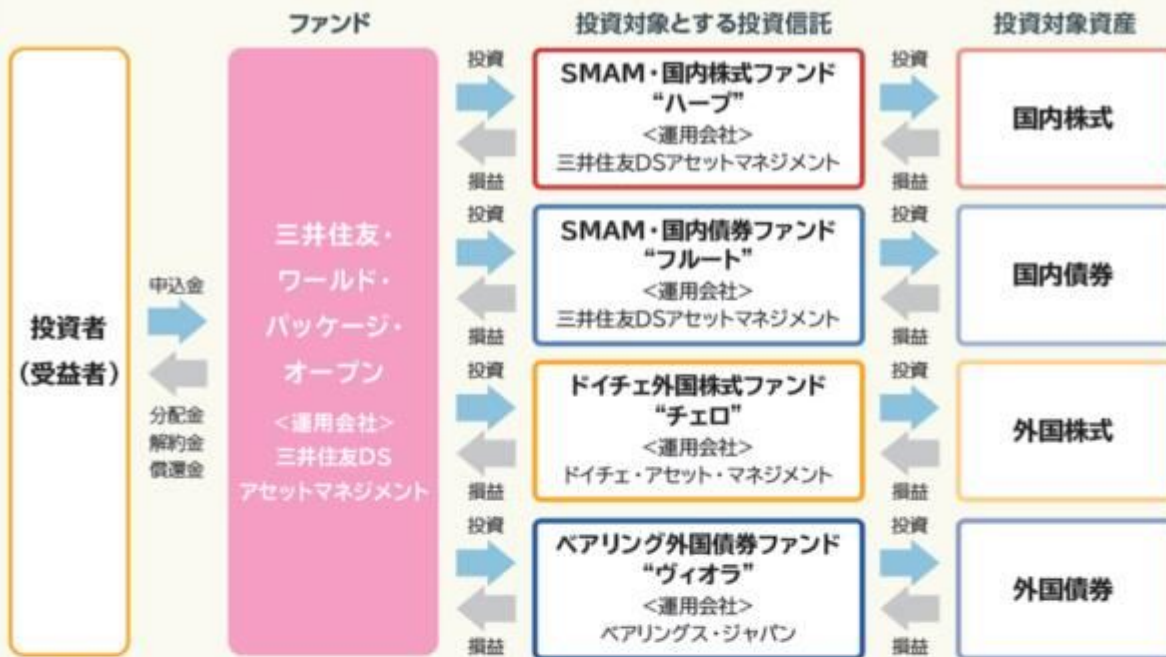 ファンド
投資対象とする投資信託
投資対象資産
投資者
(受益者)
申込金
分配金
解約金
償還金
三井住友・
ワールド・
パッケージ・
オープン
<運用会社>
三井住友DS
アセットマネジメント
投資
損益
SMAM・国内株式ファンド
“ハープ”
<運用会社>
三井住友DSアセットマネジメント
投資
損益
国内株式
投資
損益
SMAM・国内債券ファンド
“フルート”
<運用会社>
三井住友DSアセットマネジメント
投資
損益
国内債券
投資
損益
ドイチェ外国株式ファンド
“チェロ”
<運用会社>
ドイチェ・アセット・マネジメント
投資
損益
外国株式
投資
損益
ベアリング外国債券ファンド
“ヴィオラ”
<運用会社>
ベアリングス・ジャパン
投資
損益
外国債券